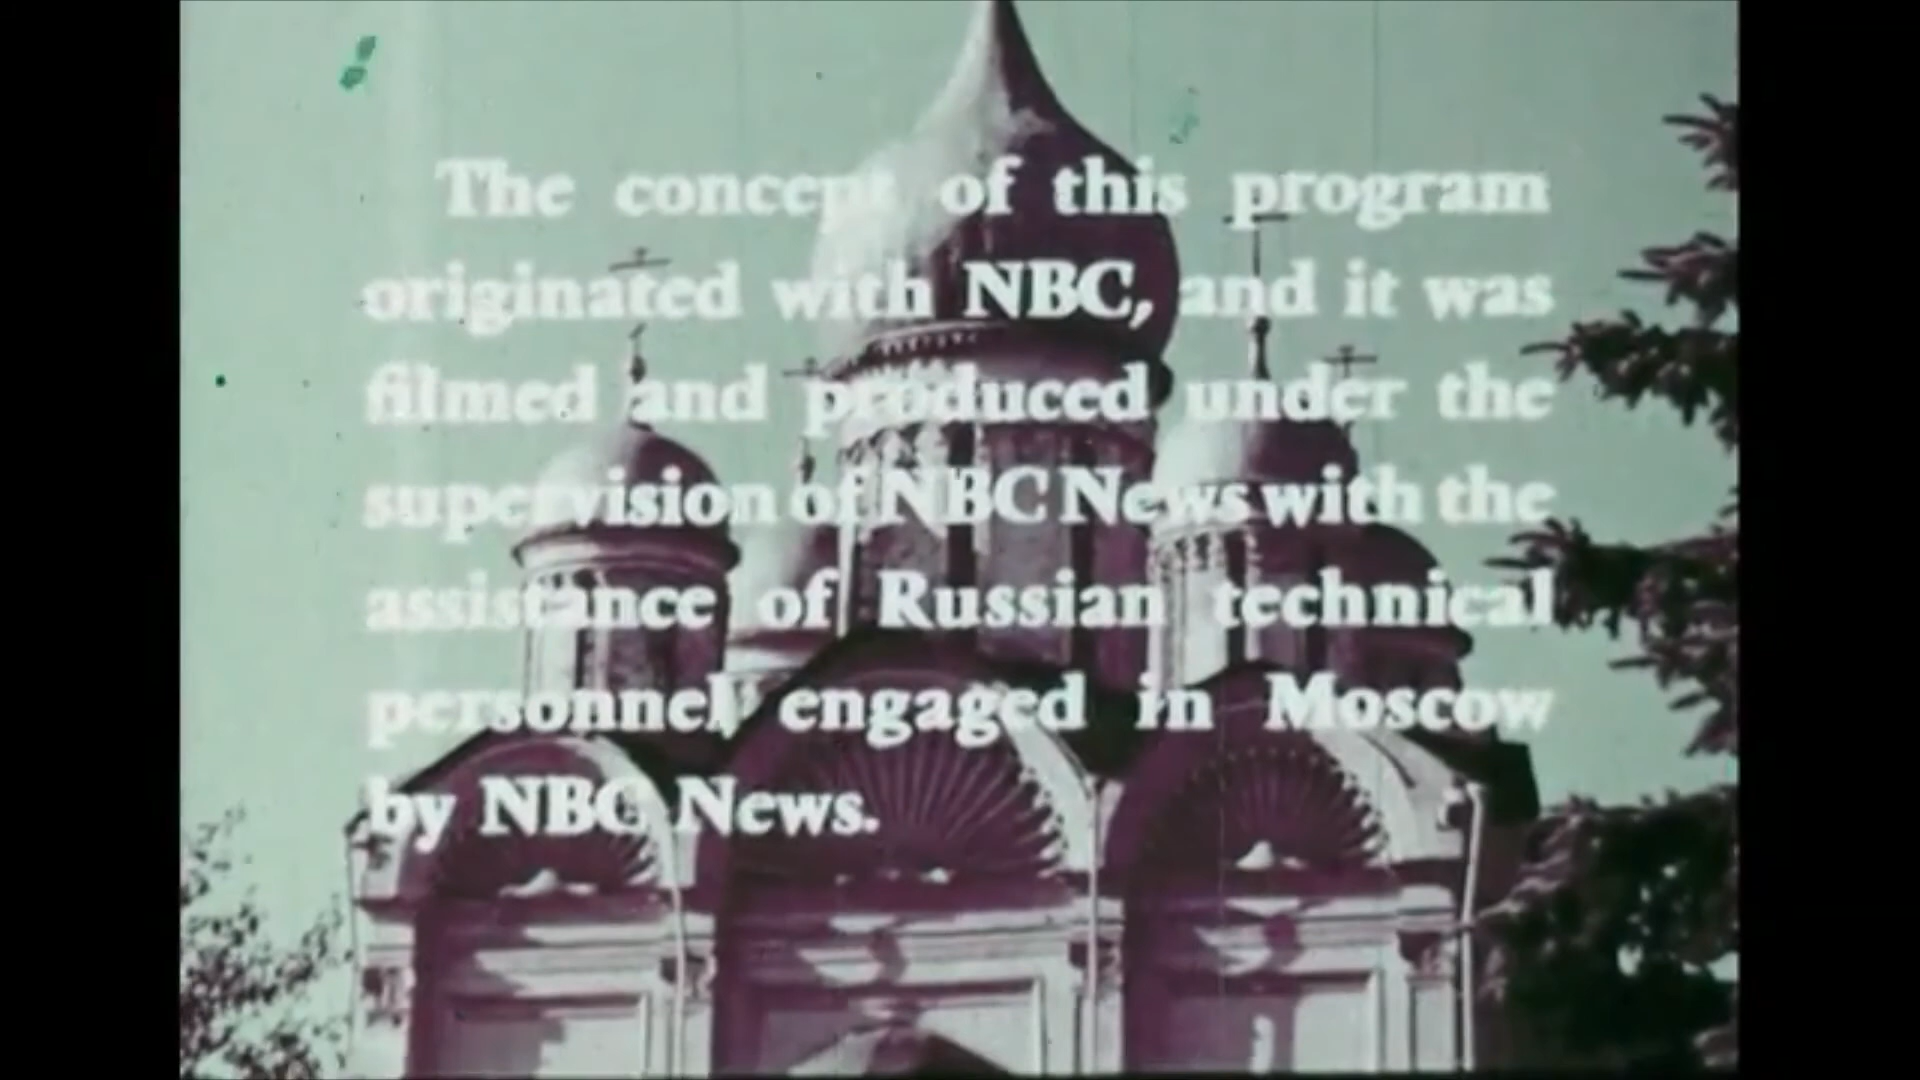 The concept of this program
originated with NBC, and it was
filmed and produced under the
supervision of NBC News with the
assistance of Russian technical
personnel, engaged in Moscow
by NBC News.